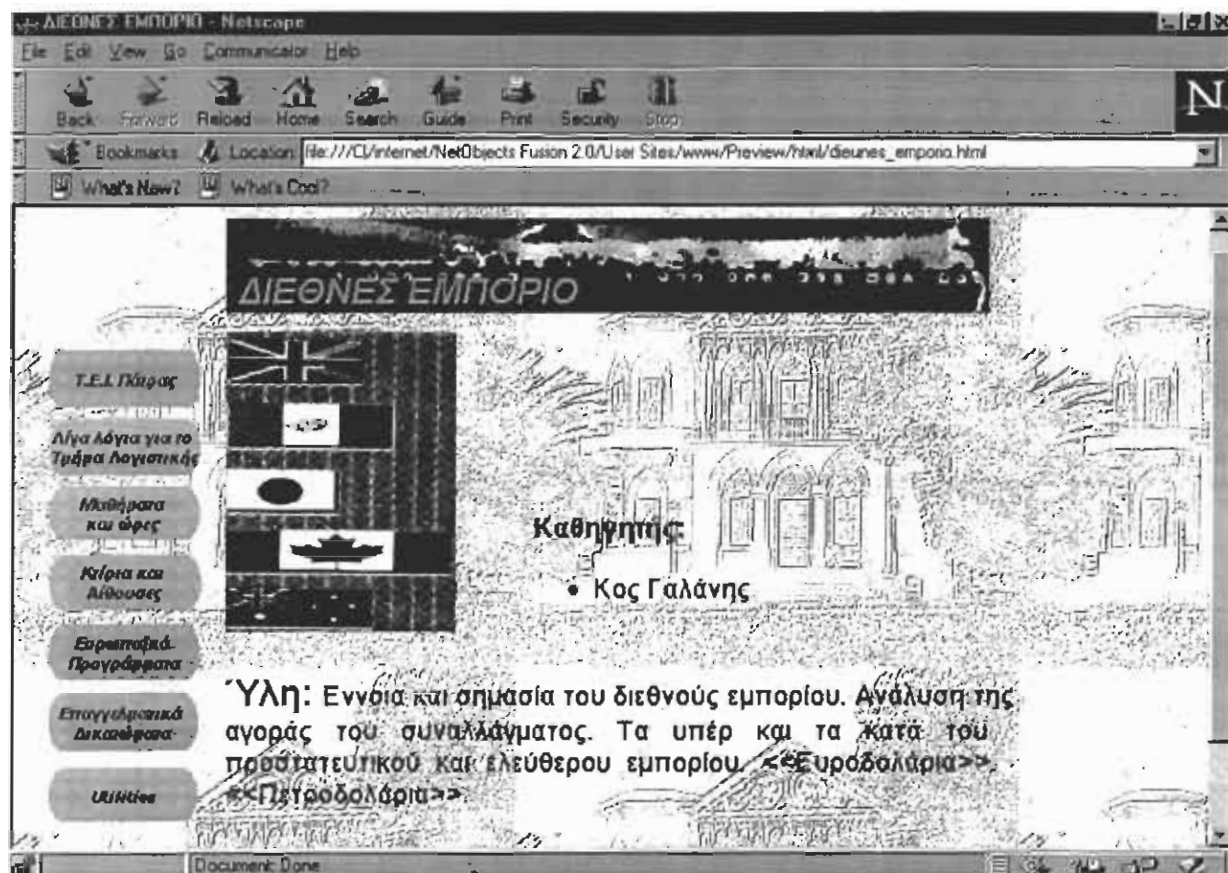 ΔΙΕΘΝΕΣ ΕΜΠΟΡΙΟ - Netscape
File Edit View Go Communicator Help
Back Forward Reload Home Search Guide Print Security Stop
N
Bookmarks Location: file:///C|/internet/NetObjects Fusion 2.0/User Sites/www/Preview/html/dieunes_emporio.html
What's New? What's Cool?
ΔΙΕΘΝΕΣ ΕΜΠΟΡΙΟ
Τ.Ε.Ι. Πάτρας
Λίγα λόγια για το
Τμήμα Λογιστικής
Μαθήματα
και ώρες
Κτίρια και
Αίθουσες
Ευρωπαϊκά
Προγράμματα
Επαγγελματικά
Δικαιώματα
Utilities
Καθηγητής:
• Κος Γαλάνης
Ύλη: Εννοια και σημασία του διεθνούς εμπορίου. Ανάλυση της
αγοράς του συναλλάγματος. Τα υπέρ και τα κατά του
προστατευτικού και ελεύθερου εμπορίου. <<Ευροδολάρια>>.
<<Πετροδολάρια>>.
Document: Done